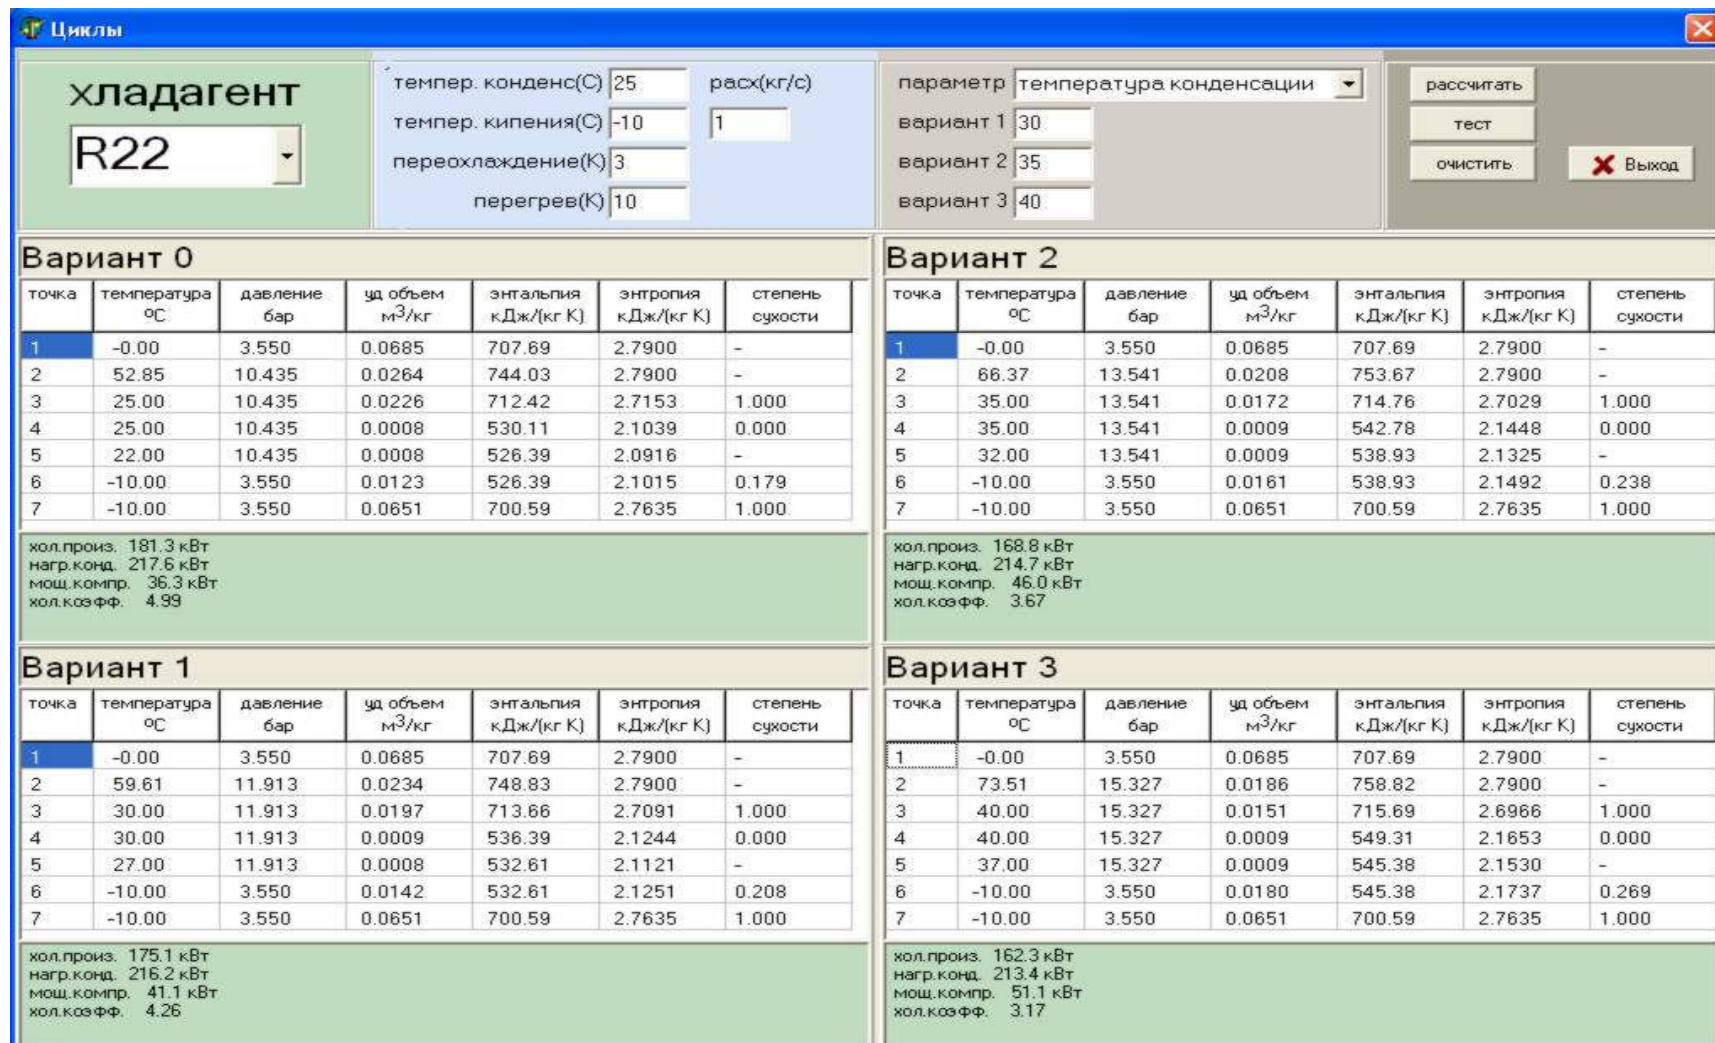 Циклы
хладагент
R22
темпер. конденс(С) 25 расх(кг/с)
темпер. кипения(С) -10 1
переохлаждение(К) 3
перегрев(К) 10
параметр температура конденсации
вариант 1 30
вариант 2 35
вариант 3 40
рассчитать
тест
очистить
Выход
Вариант 0
точка температура давление уд объем энтальпия энтропия степень
ºС бар м3/кг кДж/(кг К) кДж/(кг К) сухости
1 -0.00 3.550 0.0685 707.69 2.7900 -
2 52.85 10.435 0.0264 744.03 2.7900 -
3 25.00 10.435 0.0226 712.42 2.7153 1.000
4 25.00 10.435 0.0008 530.11 2.1039 0.000
5 22.00 10.435 0.0008 526.39 2.0916 -
6 -10.00 3.550 0.0123 526.39 2.1015 0.179
7 -10.00 3.550 0.0651 700.59 2.7635 1.000
хол.произ. 181.3 кВт
нагр.конд. 217.6 кВт
мощ.компр. 36.3 кВт
хол.коэфф. 4.99
Вариант 2
точка температура давление уд объем энтальпия энтропия степень
ºС бар м3/кг кДж/(кг К) кДж/(кг К) сухости
1 -0.00 3.550 0.0685 707.69 2.7900 -
2 66.37 13.541 0.0208 753.67 2.7900 -
3 35.00 13.541 0.0172 714.76 2.7029 1.000
4 35.00 13.541 0.0009 542.78 2.1448 0.000
5 32.00 13.541 0.0009 538.93 2.1325 -
6 -10.00 3.550 0.0161 538.93 2.1492 0.238
7 -10.00 3.550 0.0651 700.59 2.7635 1.000
хол.произ. 168.8 кВт
нагр.конд. 214.7 кВт
мощ.компр. 46.0 кВт
хол.коэфф. 3.67
Вариант 1
точка температура давление уд объем энтальпия энтропия степень
ºС бар м3/кг кДж/(кг К) кДж/(кг К) сухости
1 -0.00 3.550 0.0685 707.69 2.7900 -
2 59.61 11.913 0.0234 748.83 2.7900 -
3 30.00 11.913 0.0197 713.66 2.7091 1.000
4 30.00 11.913 0.0009 536.39 2.1244 0.000
5 27.00 11.913 0.0008 532.61 2.1121 -
6 -10.00 3.550 0.0142 532.61 2.1251 0.208
7 -10.00 3.550 0.0651 700.59 2.7635 1.000
хол.произ. 175.1 кВт
нагр.конд. 216.2 кВт
мощ.компр. 41.1 кВт
хол.коэфф. 4.26
Вариант 3
точка температура давление уд объем энтальпия энтропия степень
ºС бар м3/кг кДж/(кг К) кДж/(кг К) сухости
1 -0.00 3.550 0.0685 707.69 2.7900 -
2 73.51 15.327 0.0186 758.82 2.7900 -
3 40.00 15.327 0.0151 715.69 2.6966 1.000
4 40.00 15.327 0.0009 549.31 2.1653 0.000
5 37.00 15.327 0.0009 545.38 2.1530 -
6 -10.00 3.550 0.0180 545.38 2.1737 0.269
7 -10.00 3.550 0.0651 700.59 2.7635 1.000
хол.произ. 162.3 кВт
нагр.конд. 213.4 кВт
мощ.компр. 51.1 кВт
хол.коэфф. 3.17